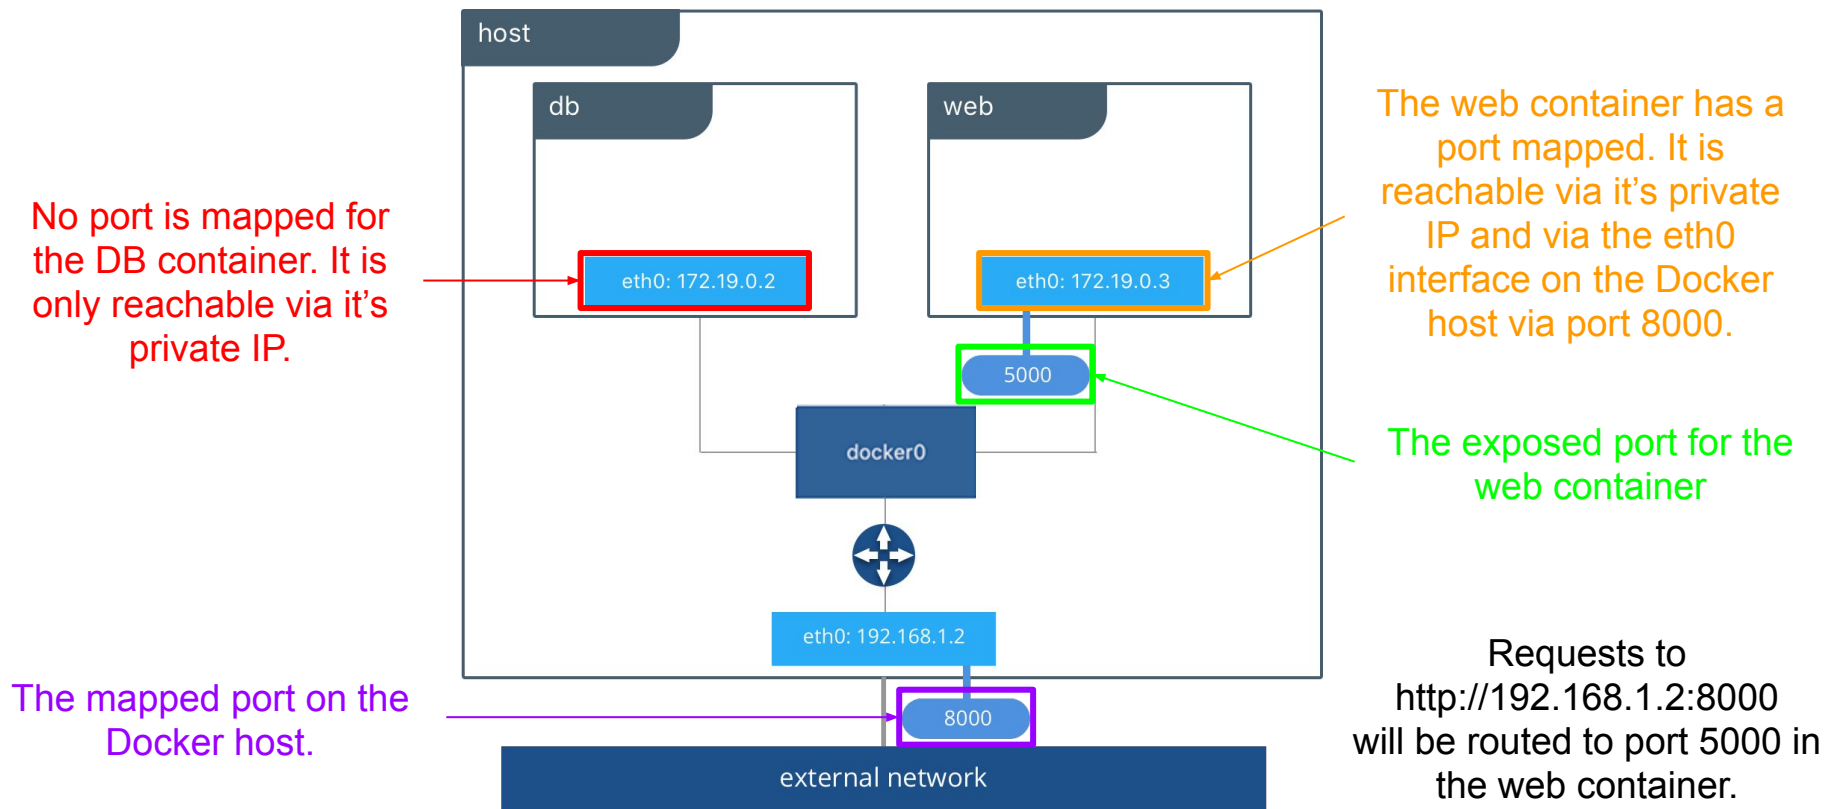 host
db
web
No port is mapped for
the DB container. It is
only reachable via it’s
private IP.
eth0: 172.19.0.2
eth0: 172.19.0.3
The web container has a
port mapped. It is
reachable via it’s private
IP and via the eth0
interface on the Docker
host via port 8000.
5000
The exposed port for the
web container
docker0
eth0: 192.168.1.2
The mapped port on the
Docker host.
8000
external network
Requests to
http://192.168.1.2:8000
will be routed to port 5000 in
the web container.